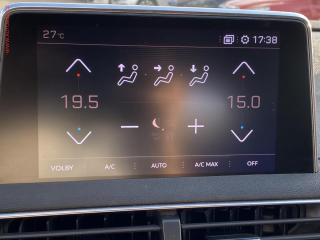 27°C 17:38
19.5 15.0
VOLBY A/C AUTO A/C MAX OFF